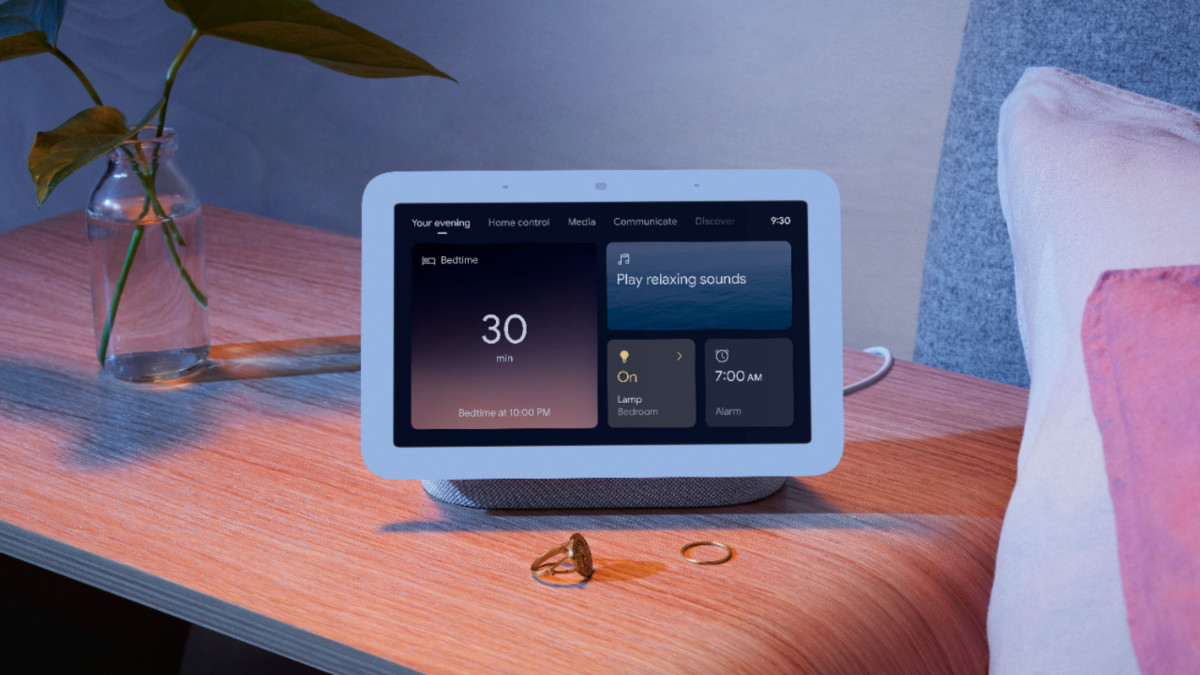 Your evening Home control Media Communicate Discover 9:30
Bedtime
30
min
Bedtime at 10:00 PM
Play relaxing sounds
On
Lamp
Bedroom
7:00 AM
Alarm